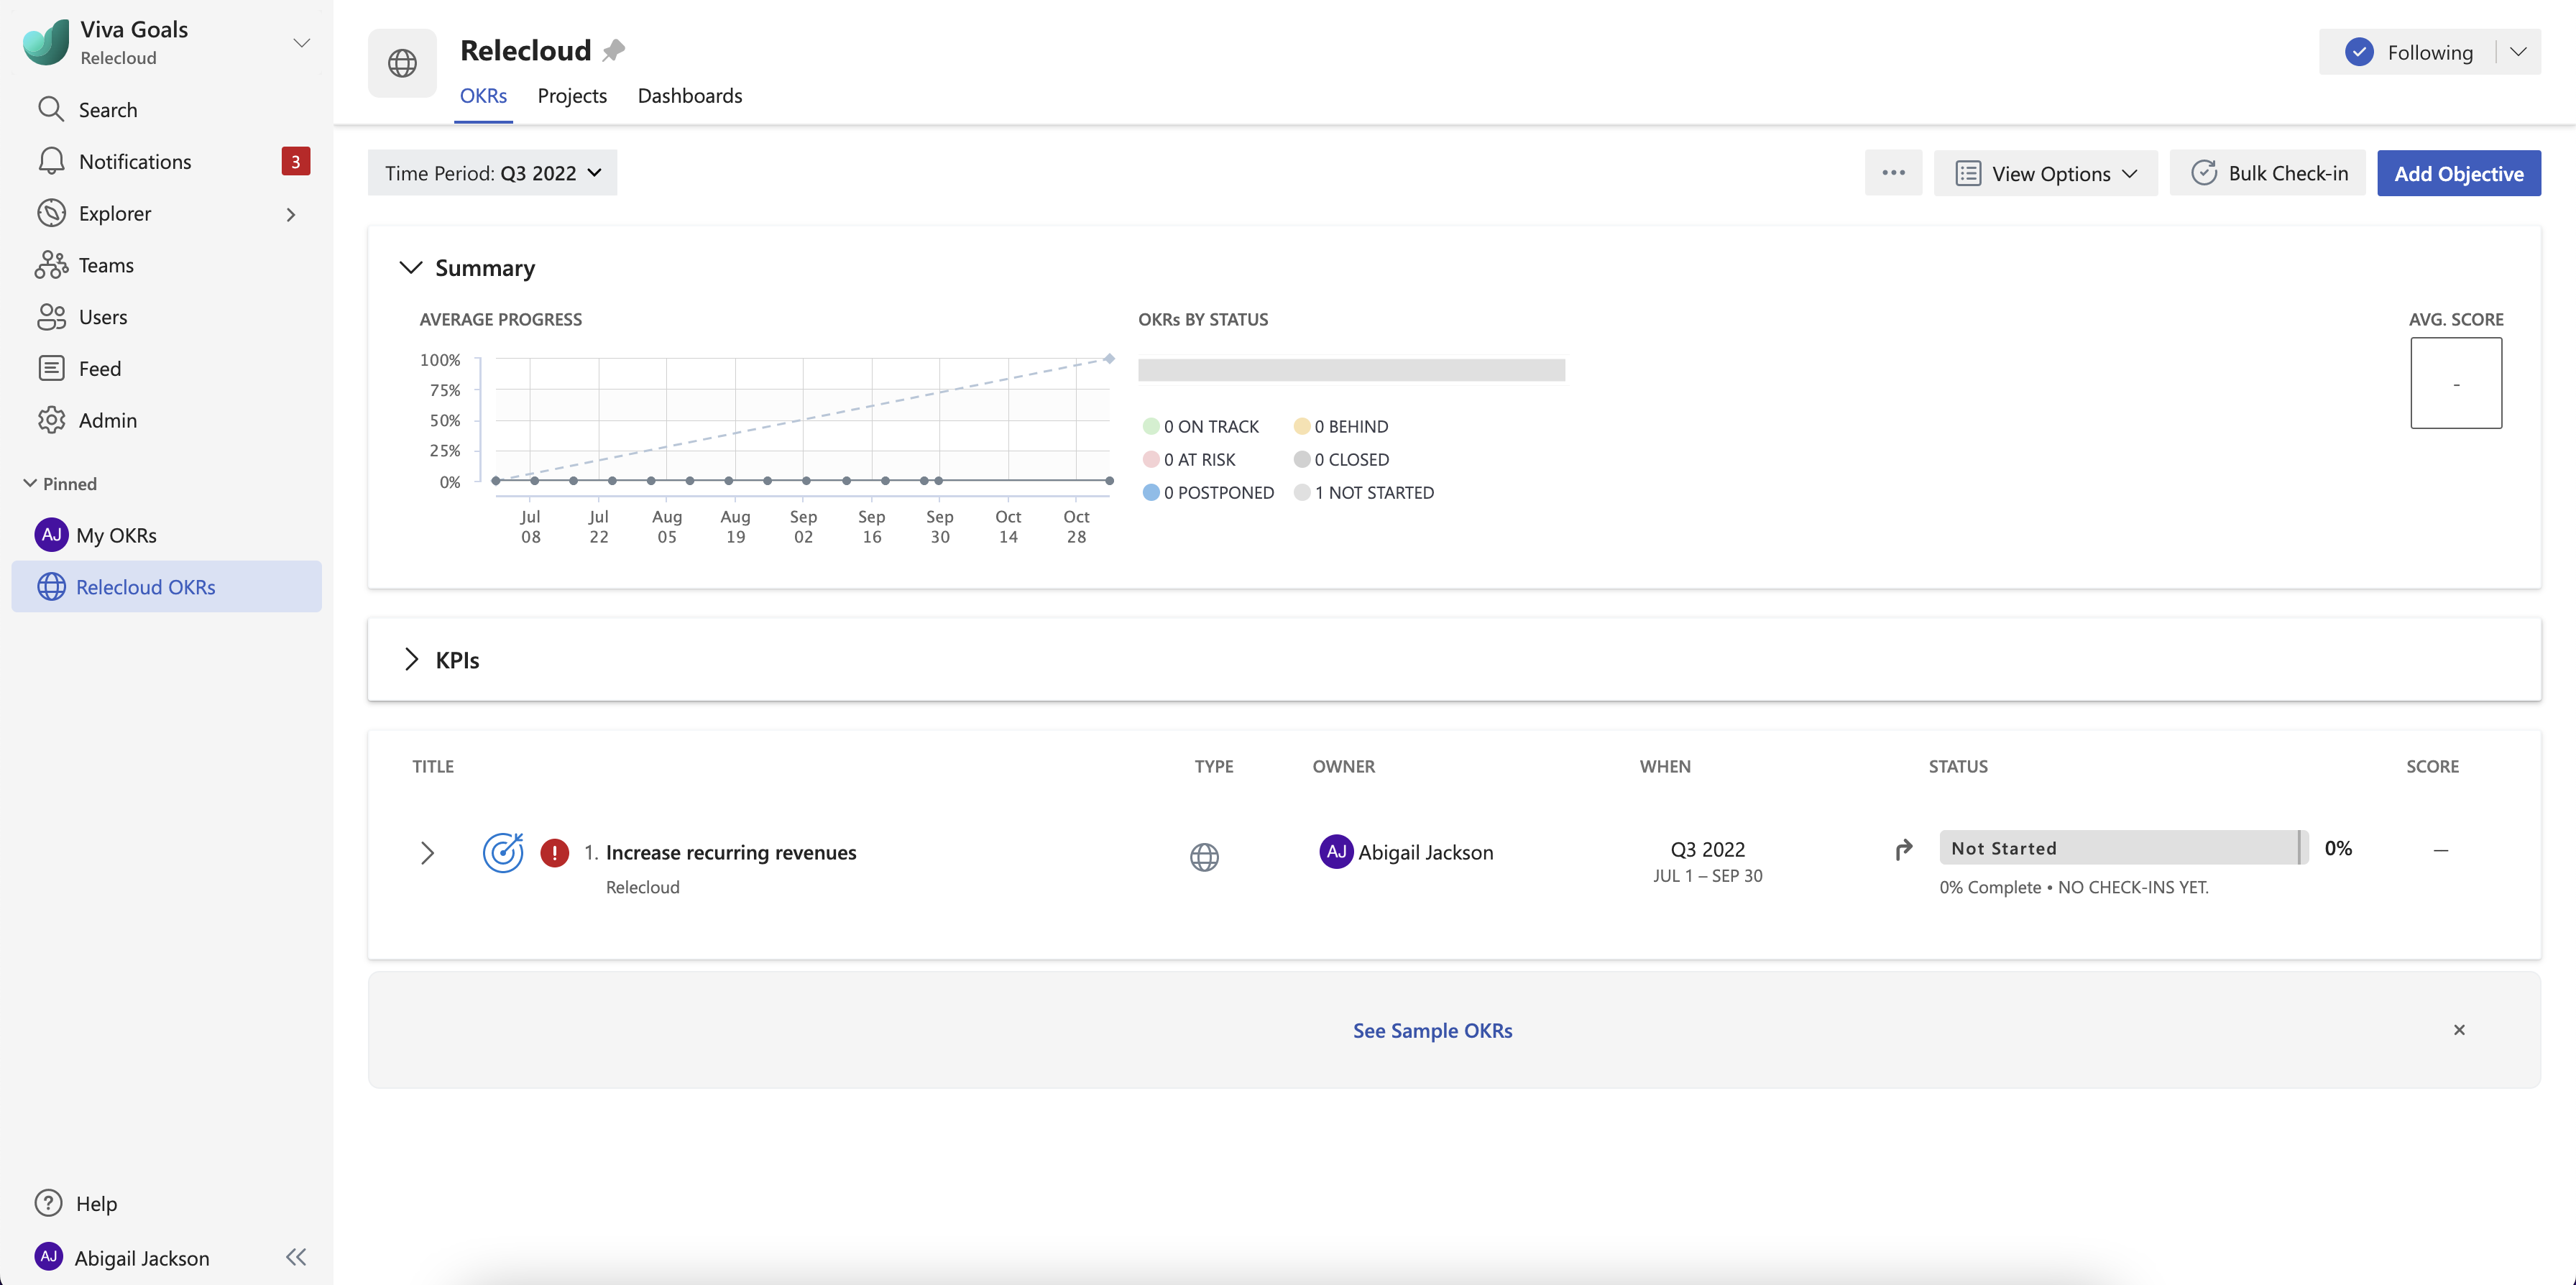 Viva Goals
Relecloud
Search
Notifications 3
Explorer
Teams
Users
Feed
Admin
Pinned
AJ My OKRs
Relecloud OKRs
Help
AJ Abigail Jackson
Relecloud
OKRs Projects Dashboards
Following
Time Period: Q3 2022
... View Options Bulk Check-in Add Objective
Summary
AVERAGE PROGRESS
100%
75%
50%
25%
0%
Jul 08
Jul 22
Aug 05
Aug 19
Sep 02
Sep 16
Sep 30
Oct 14
Oct 28
OKRs BY STATUS
0 ON TRACK 0 BEHIND
0 AT RISK 0 CLOSED
0 POSTPONED 1 NOT STARTED
AVG. SCORE
-
KPIs
TITLE TYPE OWNER WHEN STATUS SCORE
! 1. Increase recurring revenues AJ Abigail Jackson Q3 2022 Not Started 0% —
Relecloud JUL 1 – SEP 30 0% Complete • NO CHECK-INS YET.
See Sample OKRs